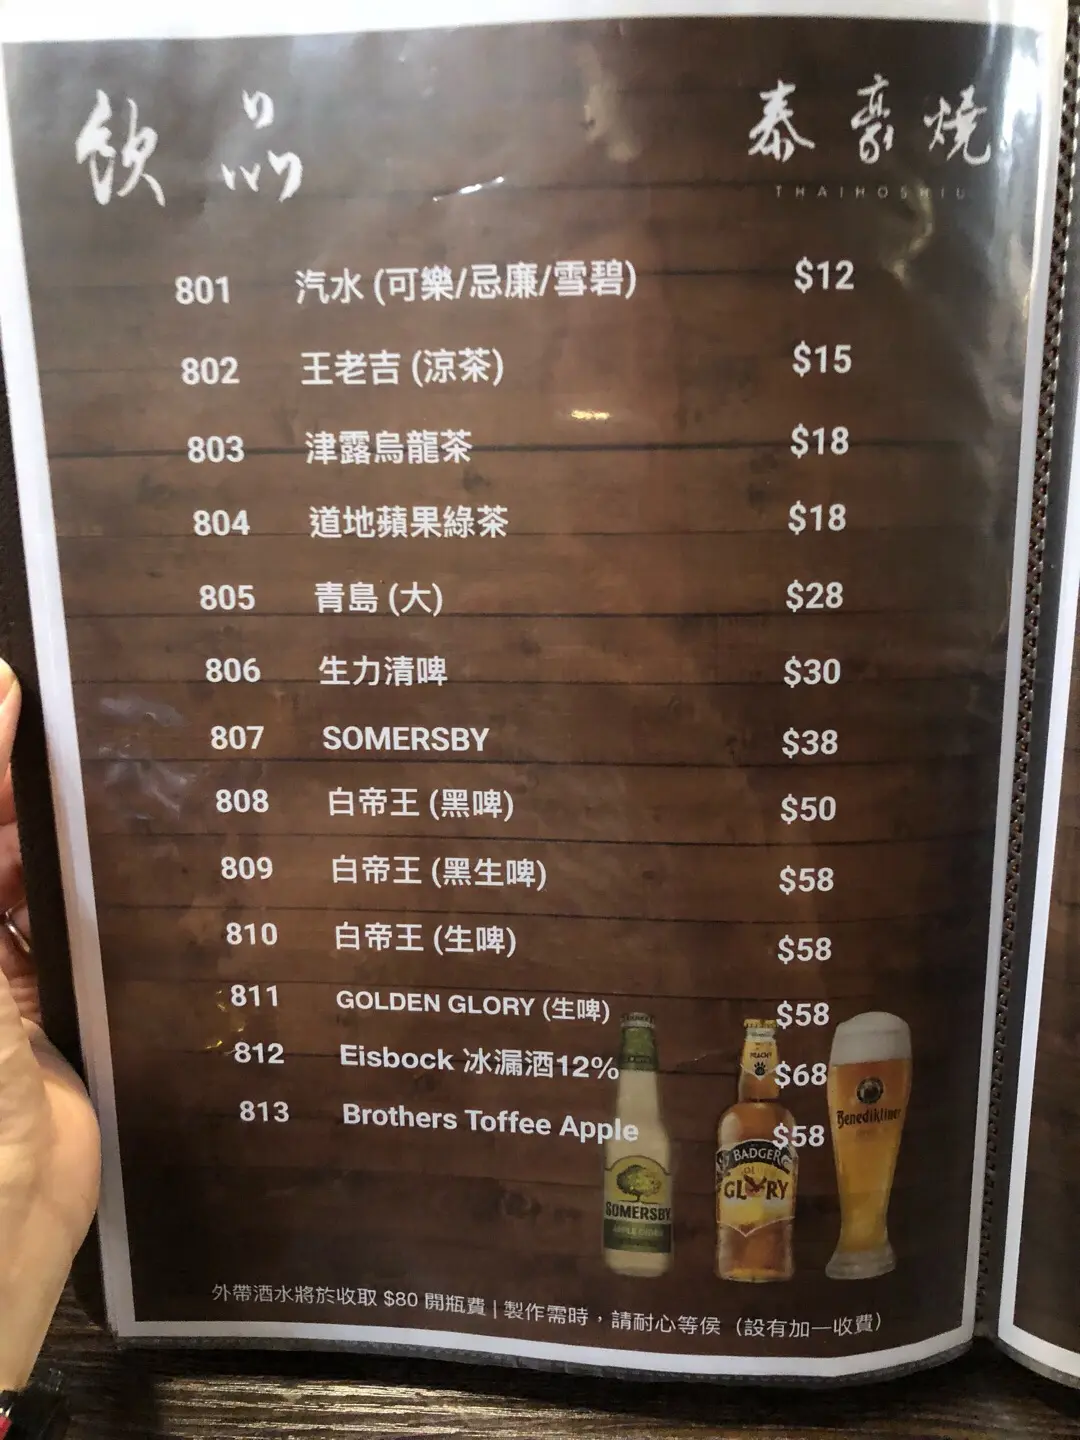 飲品
泰豪燒
THAIHOSHIU
801 汽水 (可樂/忌廉/雪碧) $12
802 王老吉 (涼茶) $15
803 津露烏龍茶 $18
804 道地蘋果綠茶 $18
805 青島 (大) $28
806 生力清啤 $30
807 SOMERSBY $38
808 白帝王 (黑啤) $50
809 白帝王 (黑生啤) $58
810 白帝王 (生啤) $58
811 GOLDEN GLORY (生啤) $58
812 Eisbock 冰漏酒12% $68
813 Brothers Toffee Apple $58
PEACHY
Benediktiner
BADGER
GLORY
SOMERSBY
APPLE CIDER
外帶酒水將於收取 $80 開瓶費 | 製作需時，請耐心等侯（設有加一收費）